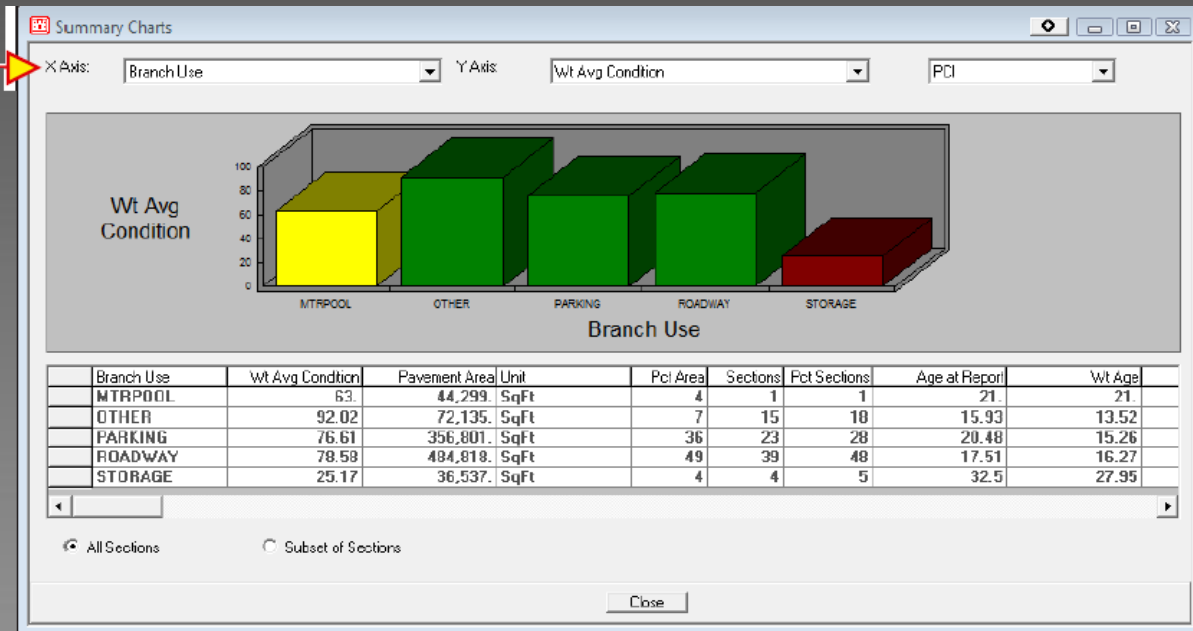 Summary Charts
X Axis: Branch Use Y Axis: Wt Avg Condition PCI
Wt Avg Condition
100
80
60
40
20
0
MTRPOOL OTHER PARKING ROADWAY STORAGE
Branch Use
Branch Use Wt Avg Condition Pavement Area Unit Pct Area Sections Pct Sections Age at Report Wt Age
MTRPOOL 63. 44,299. SqFt 4 1 1 21. 21.
OTHER 92.02 72,135. SqFt 7 15 18 15.93 13.52
PARKING 76.61 356,801. SqFt 36 23 28 20.48 15.26
ROADWAY 78.58 484,818. SqFt 49 39 48 17.51 16.27
STORAGE 25.17 36,537. SqFt 4 4 5 32.5 27.95
All Sections Subset of Sections
Close